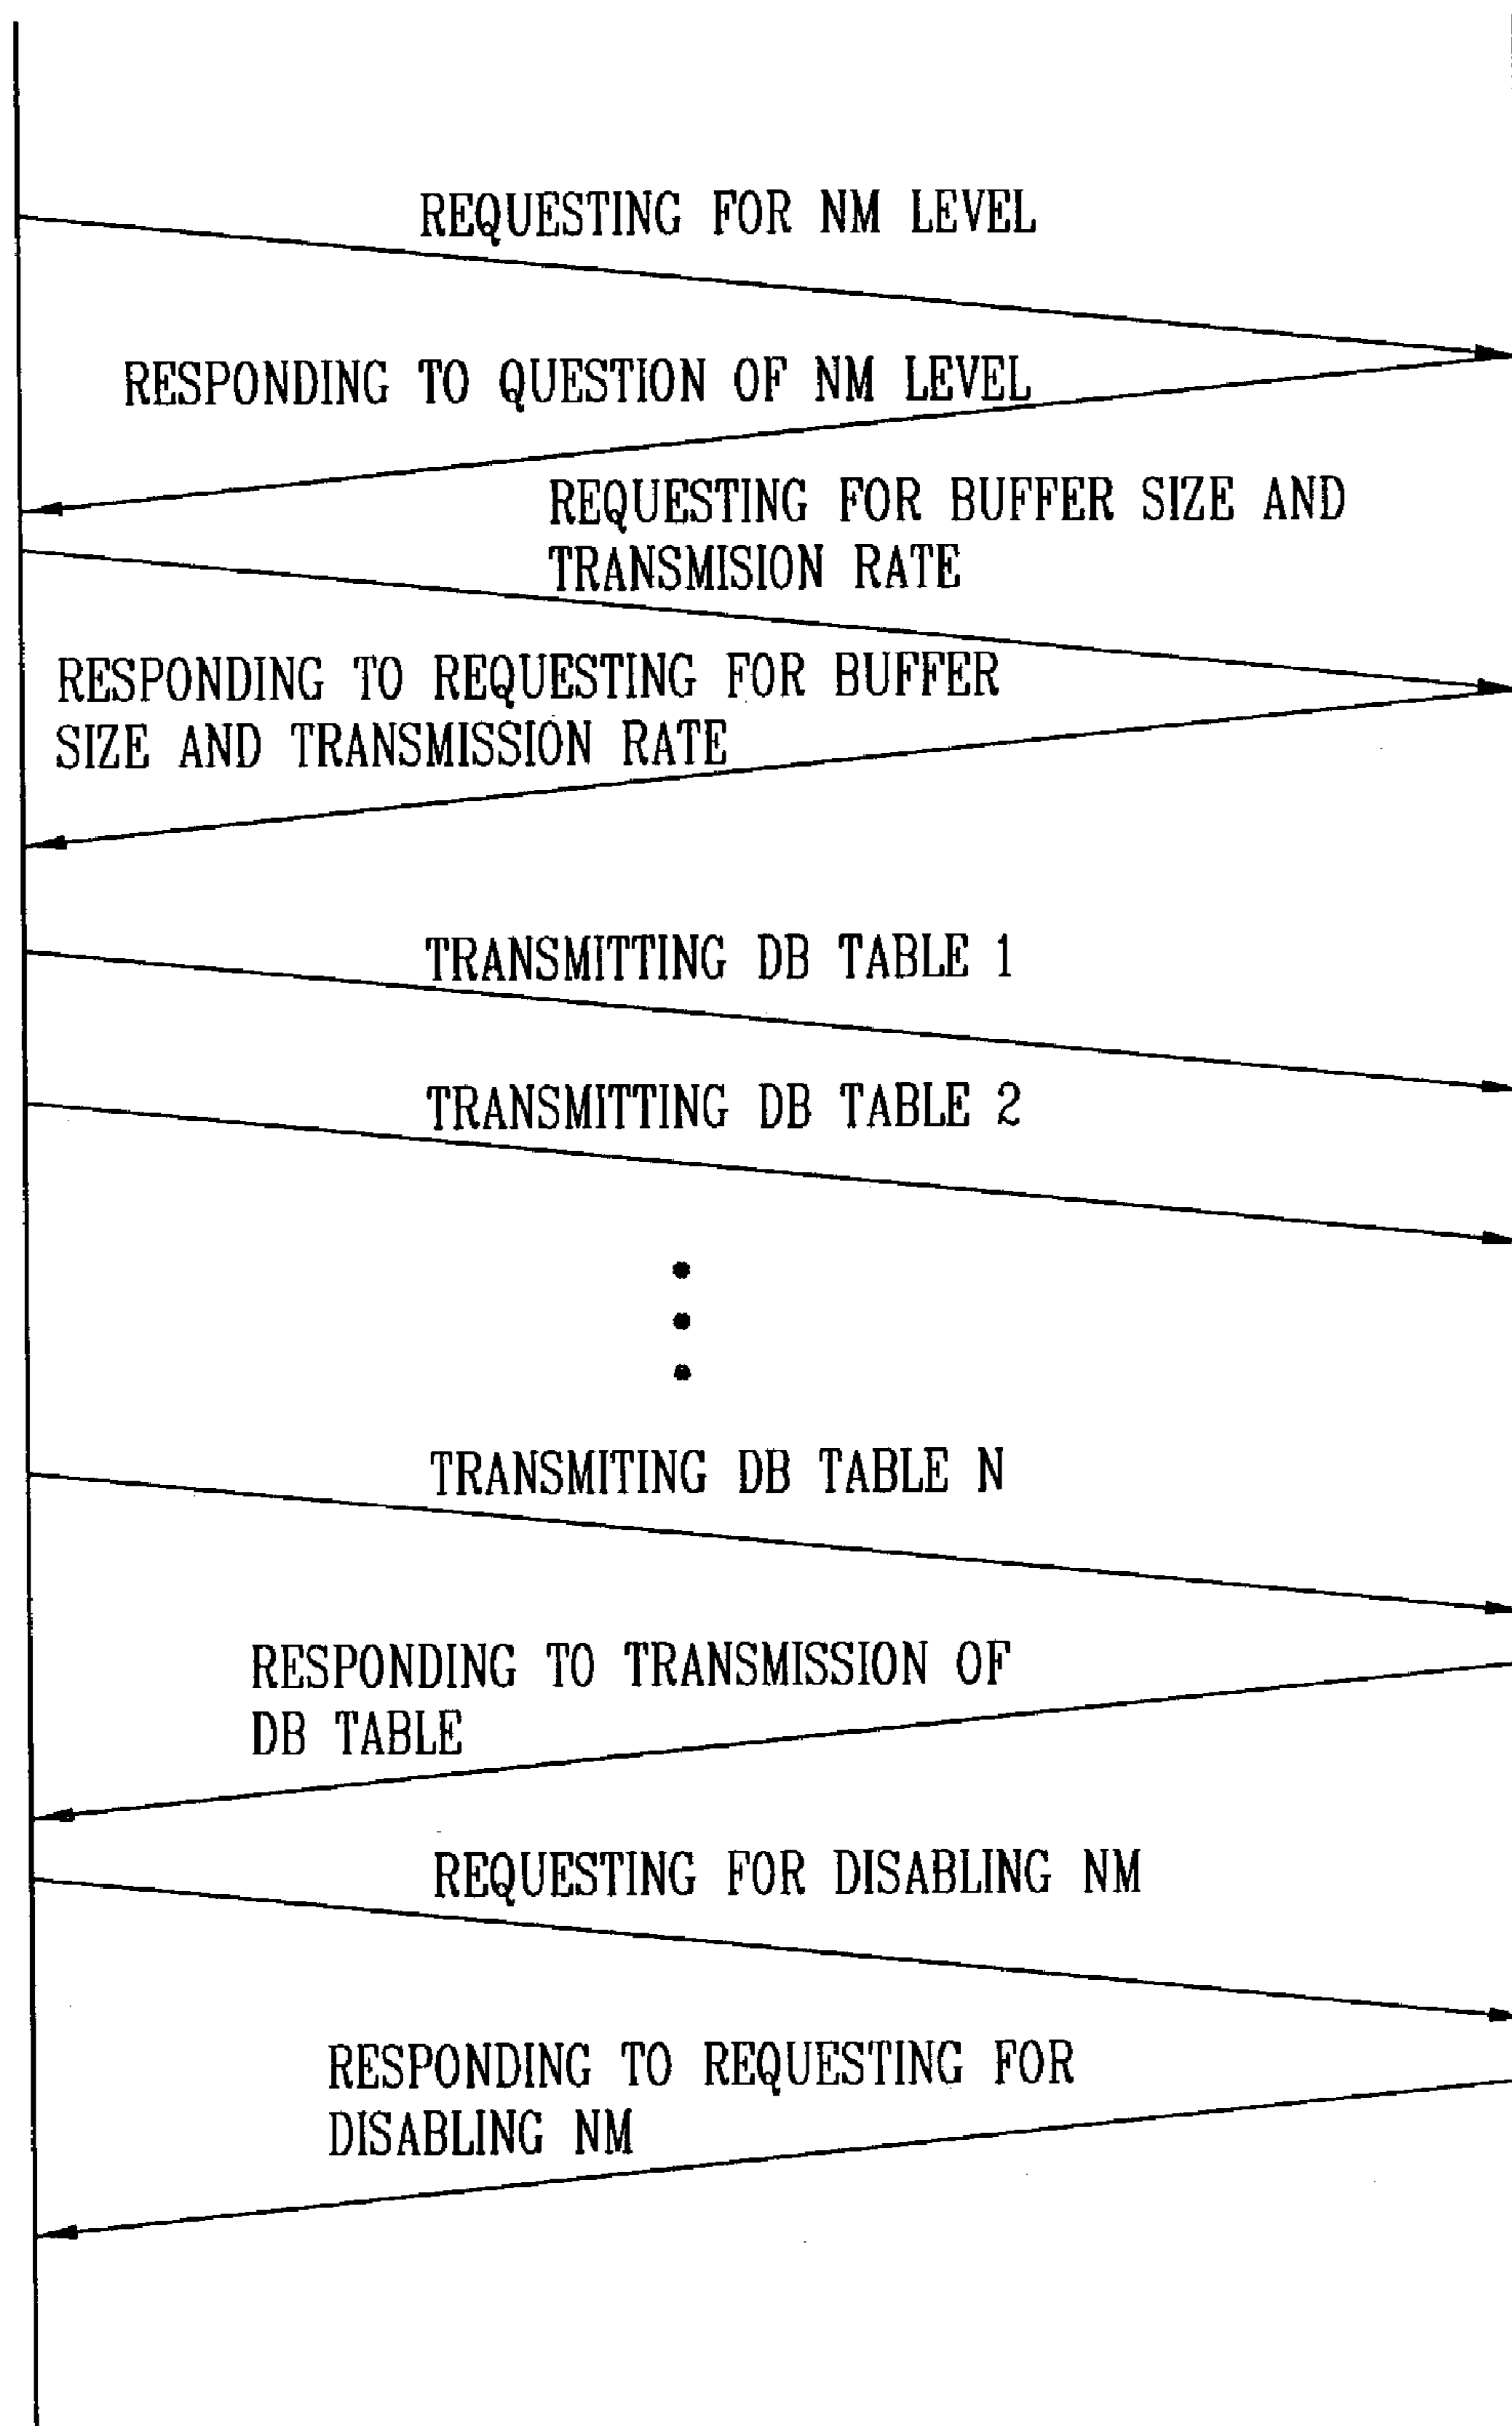 REQUESTING FOR NM LEVEL
RESPONDING TO QUESTION OF NM LEVEL
REQUESTING FOR BUFFER SIZE AND
TRANSMISION RATE
RESPONDING TO REQUESTING FOR BUFFER
SIZE AND TRANSMISSION RATE
TRANSMITTING DB TABLE 1
TRANSMITTING DB TABLE 2
TRANSMITING DB TABLE N
RESPONDING TO TRANSMISSION OF
DB TABLE
REQUESTING FOR DISABLING NM
RESPONDING TO REQUESTING FOR
DISABLING NM